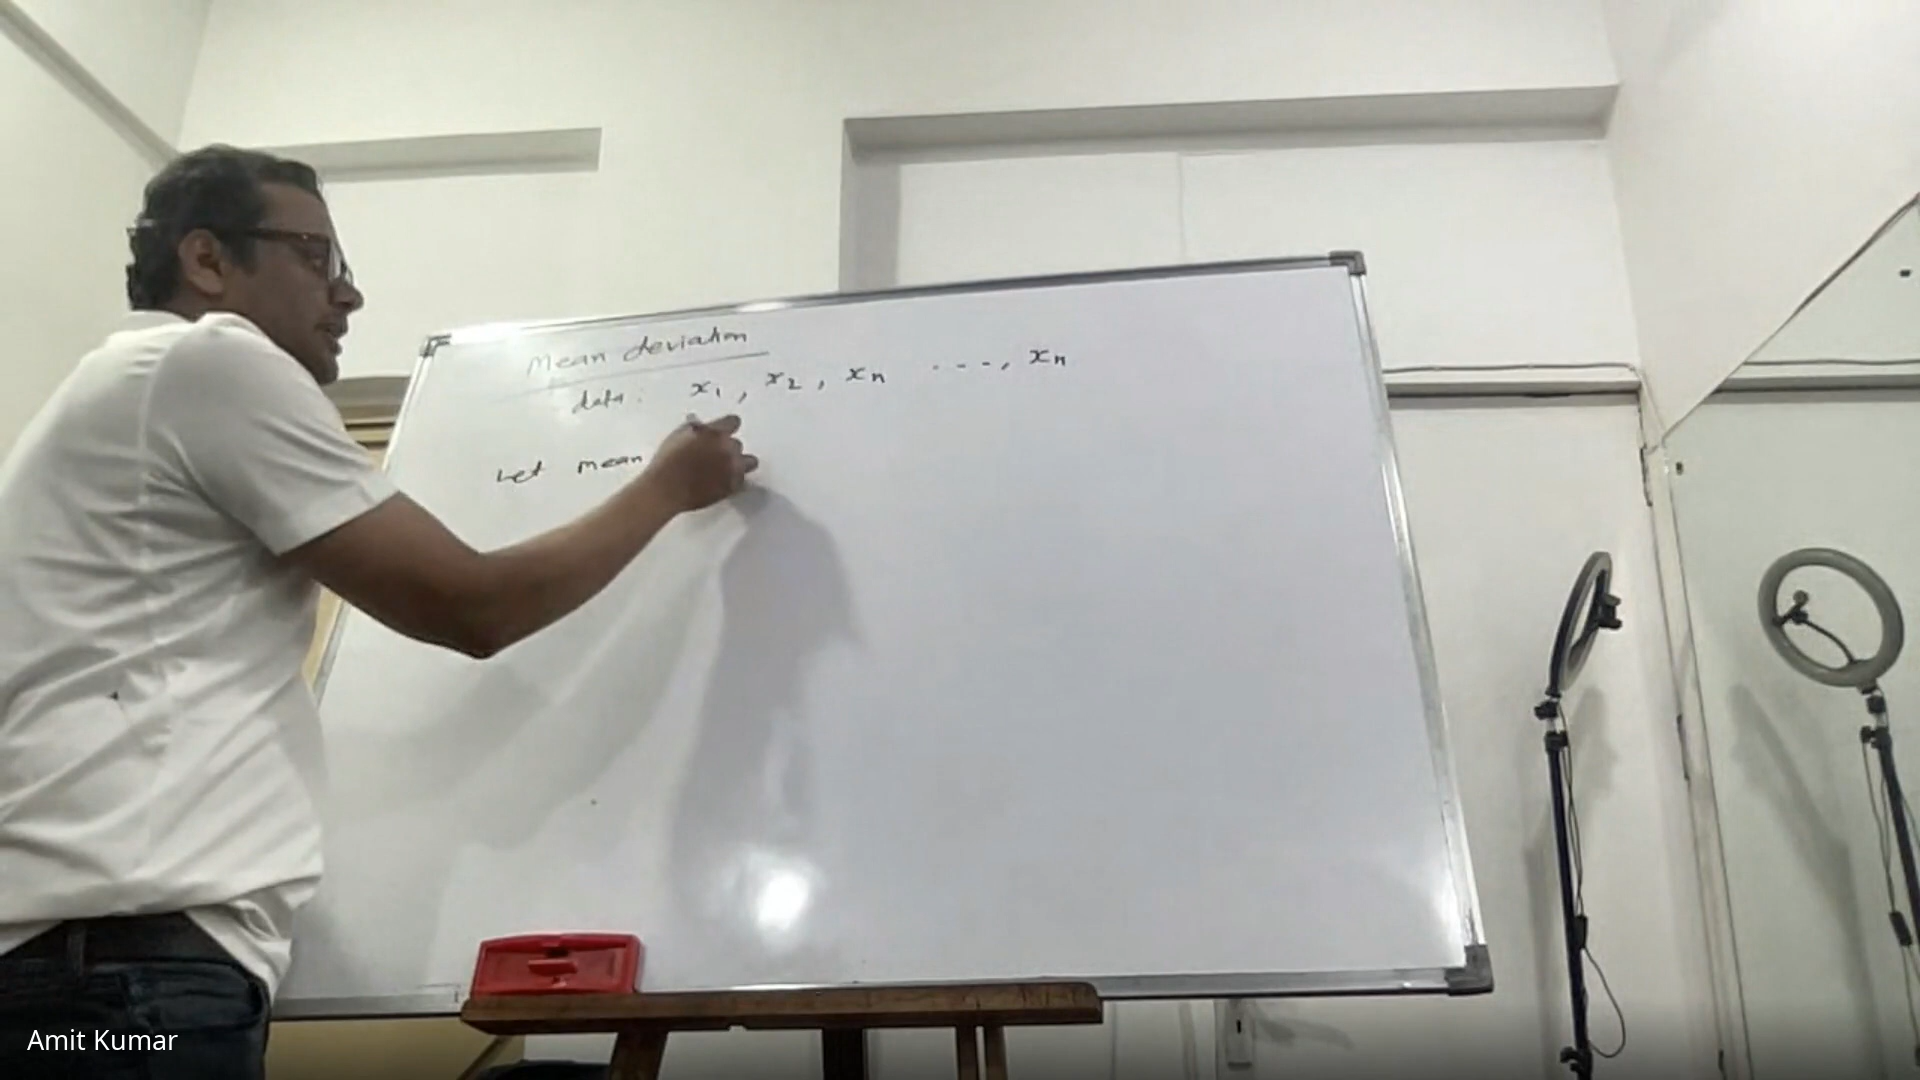 Mean deviation
data: x₁, x₂, xₙ ---, xₙ
Let mean
Amit Kumar